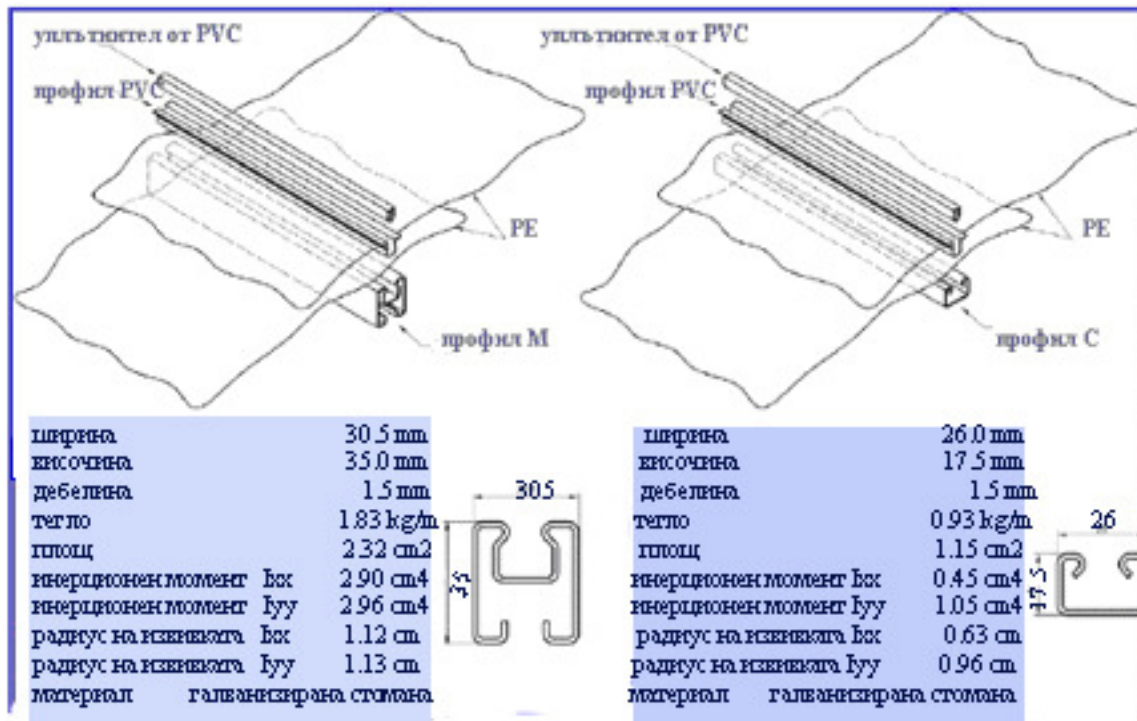 уплътнител от PVC
профил PVC
PE
профил M
уплътнител от PVC
профил PVC
PE
профил C
ширина 30.5 mm
височина 35.0 mm
дебелина 1.5 mm
тегло 1.83 kg/m
площ 2.32 cm2
инерционен момент Ixx 2.90 cm4
инерционен момент Iyy 2.96 cm4
радиус на извивката Ixx 1.12 cm
радиус на извивката Iyy 1.13 cm
материал галванизирана стомана
305
35
ширина 26.0 mm
височина 17.5 mm
дебелина 1.5 mm
тегло 0.93 kg/m
площ 1.15 cm2
инерционен момент Ixx 0.45 cm4
инерционен момент Iyy 1.05 cm4
радиус на извивката Ixx 0.63 cm
радиус на извивката Iyy 0.96 cm
материал галванизирана стомана
26
17.5